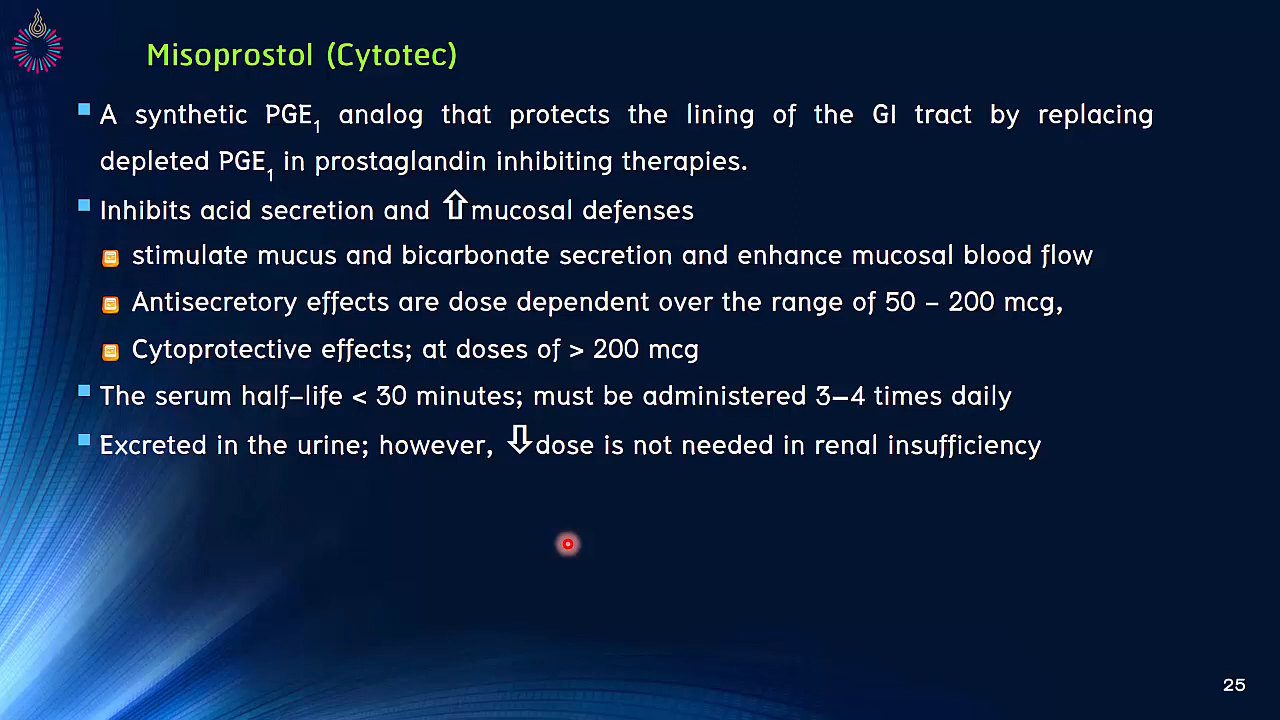 Misoprostol (Cytotec)
A synthetic PGE1 analog that protects the lining of the GI tract by replacing
depleted PGE1 in prostaglandin inhibiting therapies.
Inhibits acid secretion and ⇧mucosal defenses
stimulate mucus and bicarbonate secretion and enhance mucosal blood flow
Antisecretory effects are dose dependent over the range of 50 – 200 mcg,
Cytoprotective effects; at doses of > 200 mcg
The serum half–life < 30 minutes; must be administered 3–4 times daily
Excreted in the urine; however, ⇩dose is not needed in renal insufficiency
25